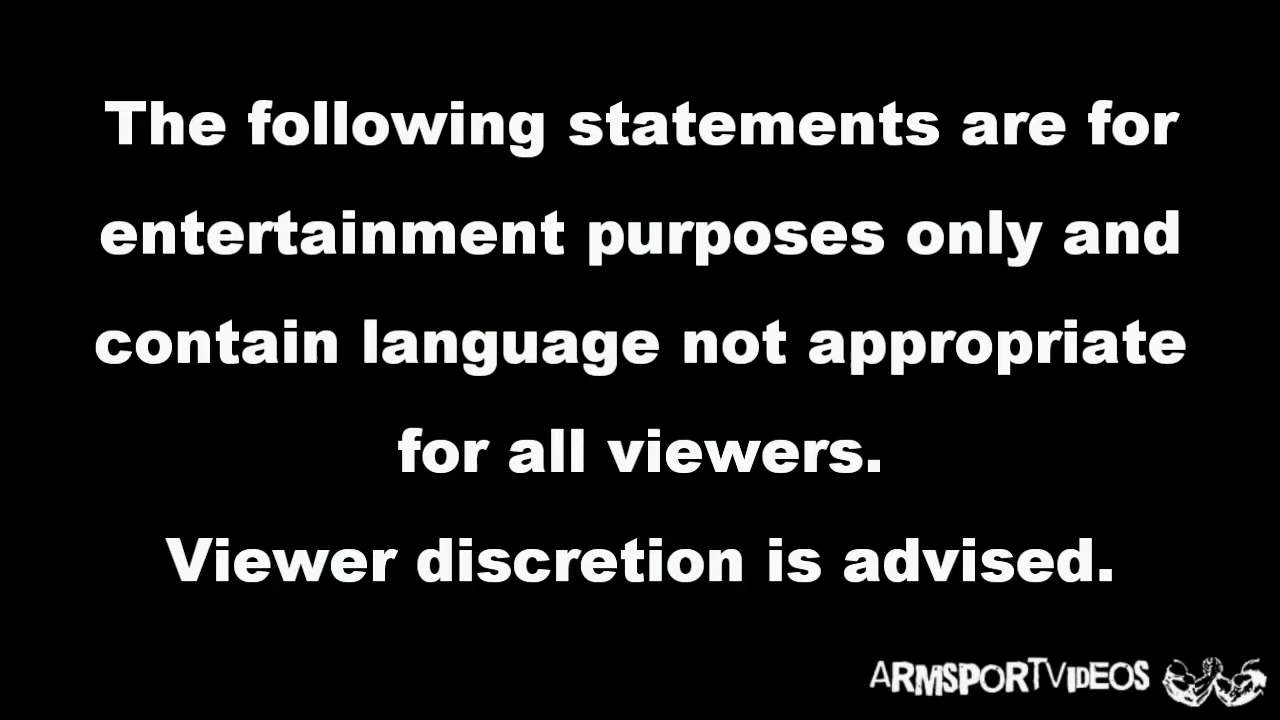 The following statements are for
entertainment purposes only and
contain language not appropriate
for all viewers.
Viewer discretion is advised.
ARMSPORTVIDEOS